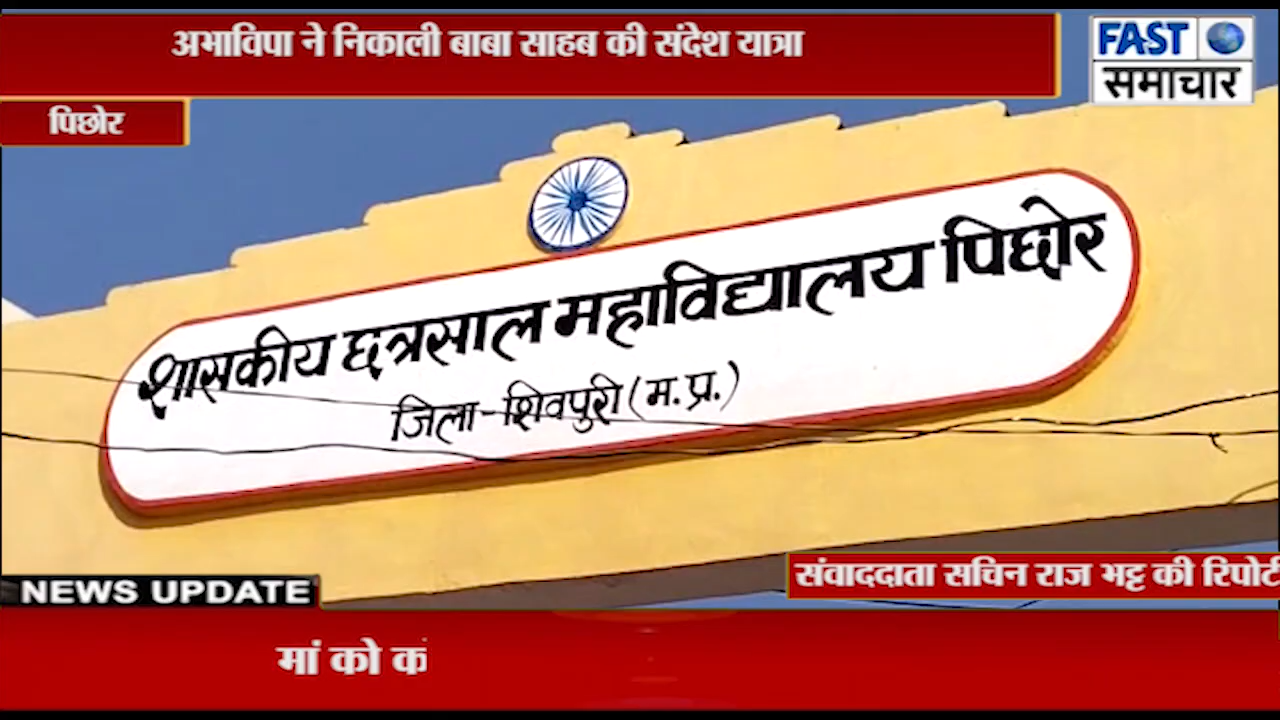 अभाविपा ने निकाली बाबा साहब की संदेश यात्रा
FAST
समाचार
पिछोर
शासकीय छत्रसाल महाविद्यालय पिछोर
जिला-शिवपुरी (म.प्र.)
NEWS UPDATE
संवाददाता सचिन राज भट्ट की रिपोर्ट
मां को